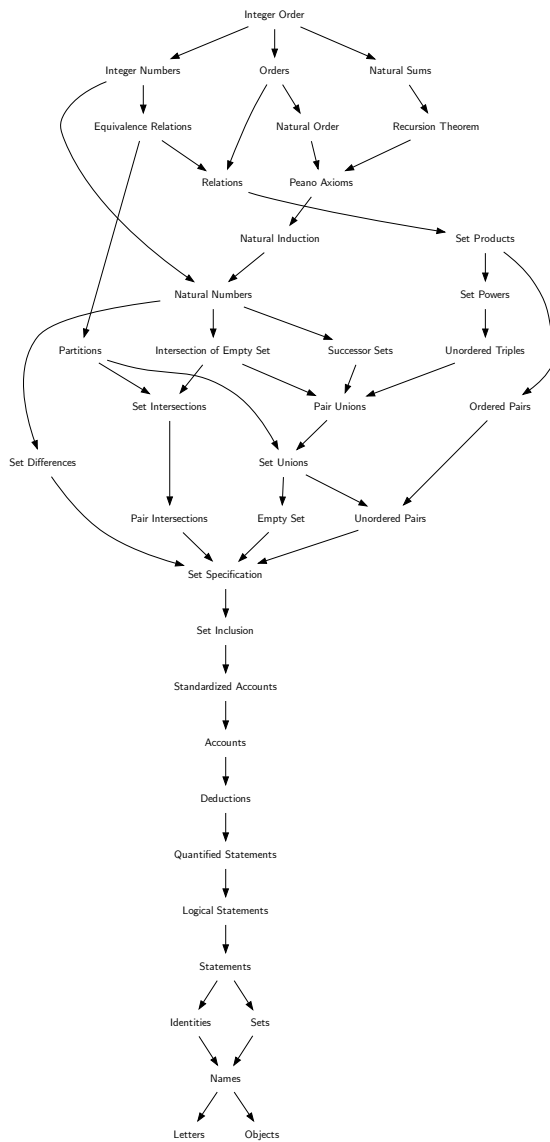 Integer Order
Integer Numbers
Orders
Natural Sums
Equivalence Relations
Natural Order
Recursion Theorem
Relations
Peano Axioms
Natural Induction
Set Products
Natural Numbers
Set Powers
Partitions
Intersection of Empty Set
Successor Sets
Unordered Triples
Set Intersections
Pair Unions
Ordered Pairs
Set Differences
Set Unions
Pair Intersections
Empty Set
Unordered Pairs
Set Specification
Set Inclusion
Standardized Accounts
Accounts
Deductions
Quantified Statements
Logical Statements
Statements
Identities
Sets
Names
Letters
Objects